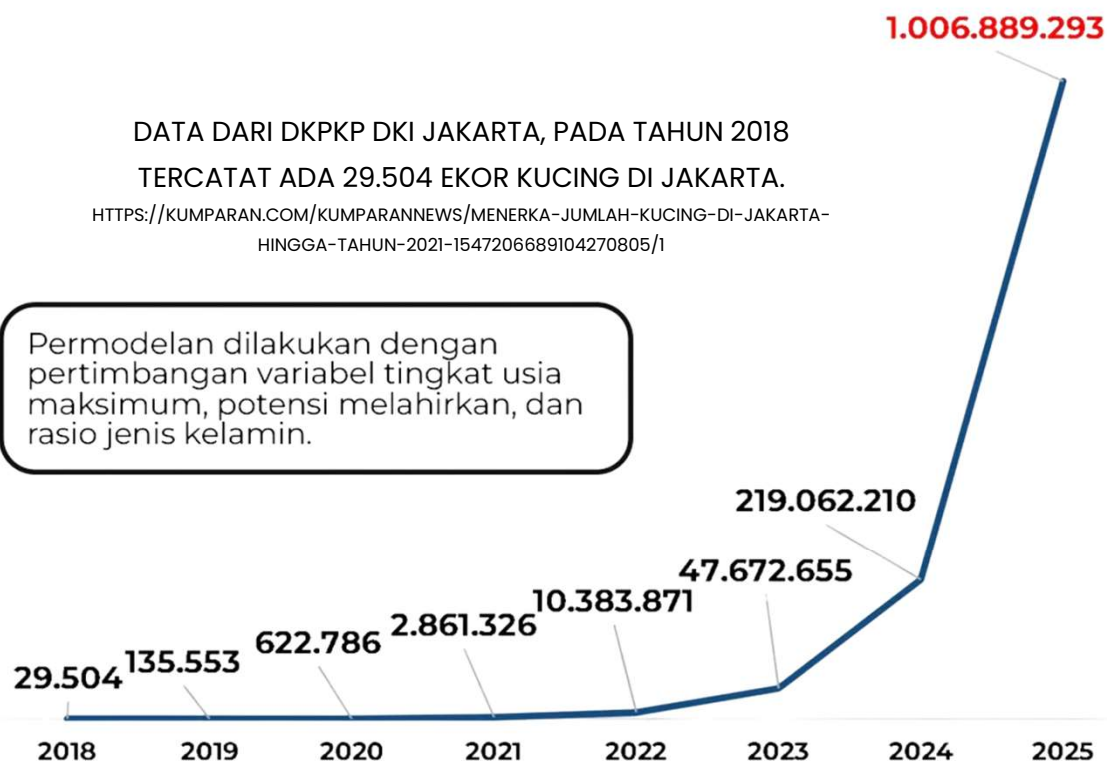 1.006.889.293
DATA DARI DKPKP DKI JAKARTA, PADA TAHUN 2018
TERCATAT ADA 29.504 EKOR KUCING DI JAKARTA.
HTTPS://KUMPARAN.COM/KUMPARANNEWS/MENERKA-JUMLAH-KUCING-DI-JAKARTA-
HINGGA-TAHUN-2021-1547206689104270805/1
Permodelan dilakukan dengan
pertimbangan variabel tingkat usia
maksimum, potensi melahirkan, dan
rasio jenis kelamin.
29.504
135.553
622.786
2.861.326
10.383.871
47.672.655
219.062.210
2018 2019 2020 2021 2022 2023 2024 2025